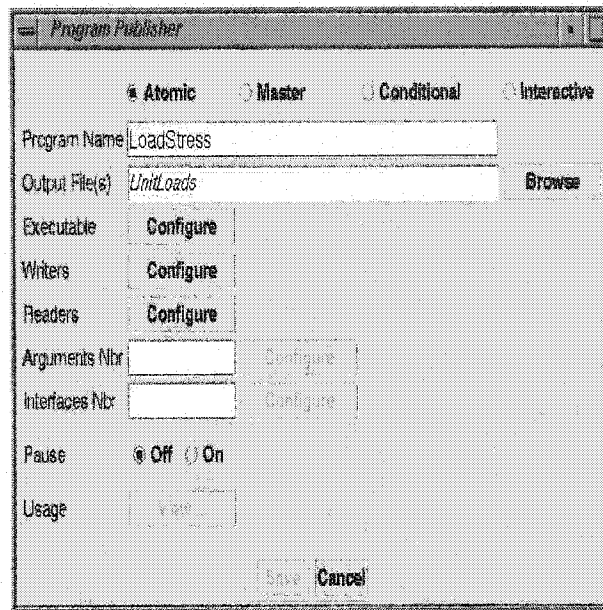 Program Publisher
Atomic Master Conditional Interactive
Program Name LoadStress
Output File(s) UnitLoads Browse
Executable Configure
Writers Configure
Readers Configure
Arguments Nbr Configure
Interfaces Nbr Configure
Pause Off On
Usage View...
Save Cancel